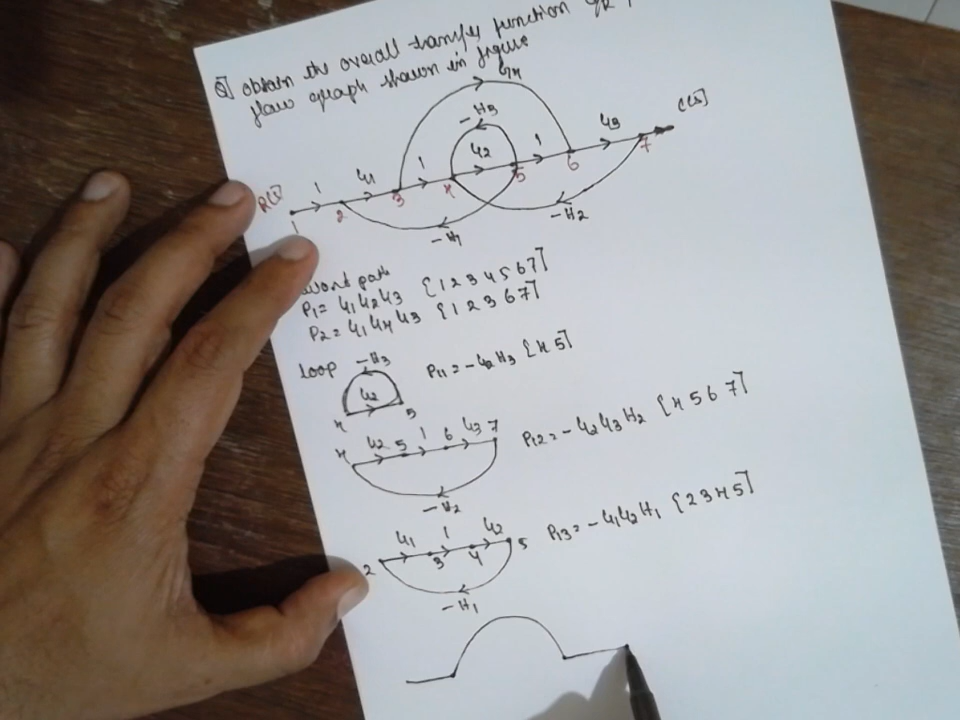 Q] obtain the overall transfer function
flow graph shown in figure
G4
-H3
R(s) 1 G1 1 G2 1 G3 C(s)
1 2 3 4 5 6 7
-H1 -H2
word path
P1= G1G2G3 {1 2 3 4 5 6 7]
P2= G1G4G3 {1 2 3 6 7]
loop -H3
G2 P11=-G2H3 [4 5]
4 5
4 G2 5 1 6 G3 7 P12=-G2G3H2 [4 5 6 7]
-H2
G1 1 G2
2 3 4 5 P13=-G1G2H1 {2 3 4 5]
-H1